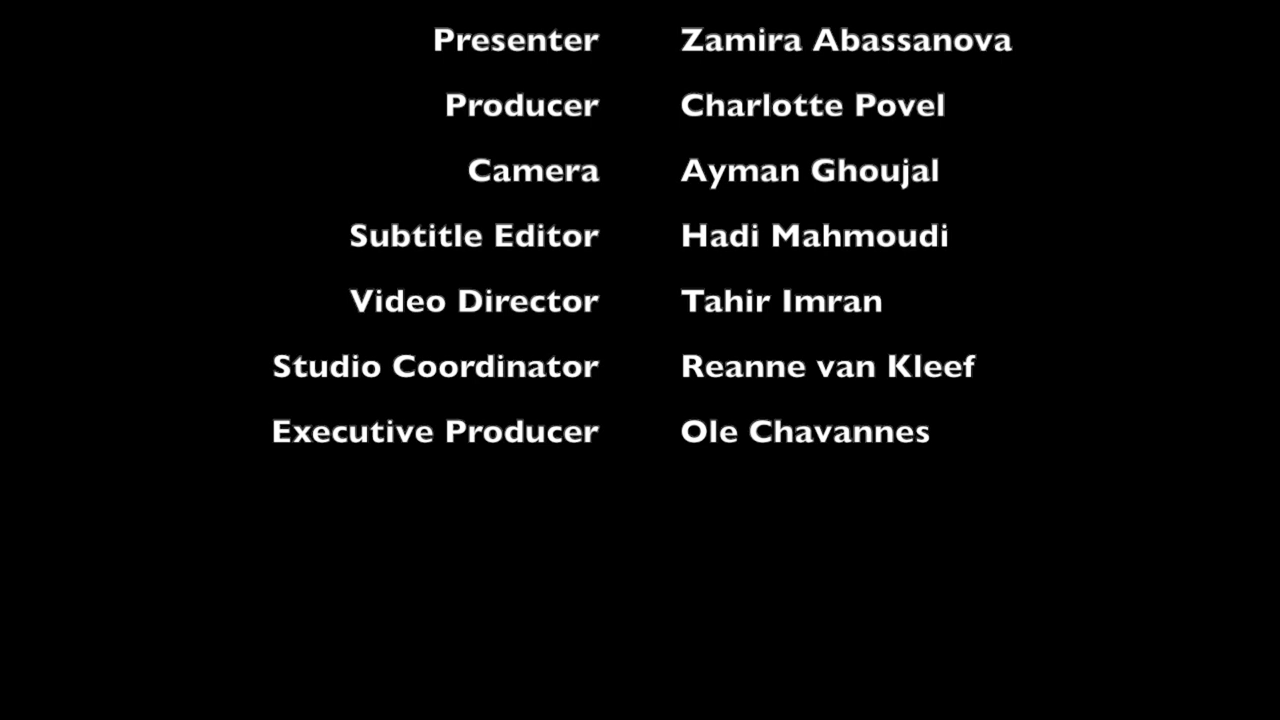 Presenter Zamira Abassanova
Producer Charlotte Povel
Camera Ayman Ghoujal
Subtitle Editor Hadi Mahmoudi
Video Director Tahir Imran
Studio Coordinator Reanne van Kleef
Executive Producer Ole Chavannes